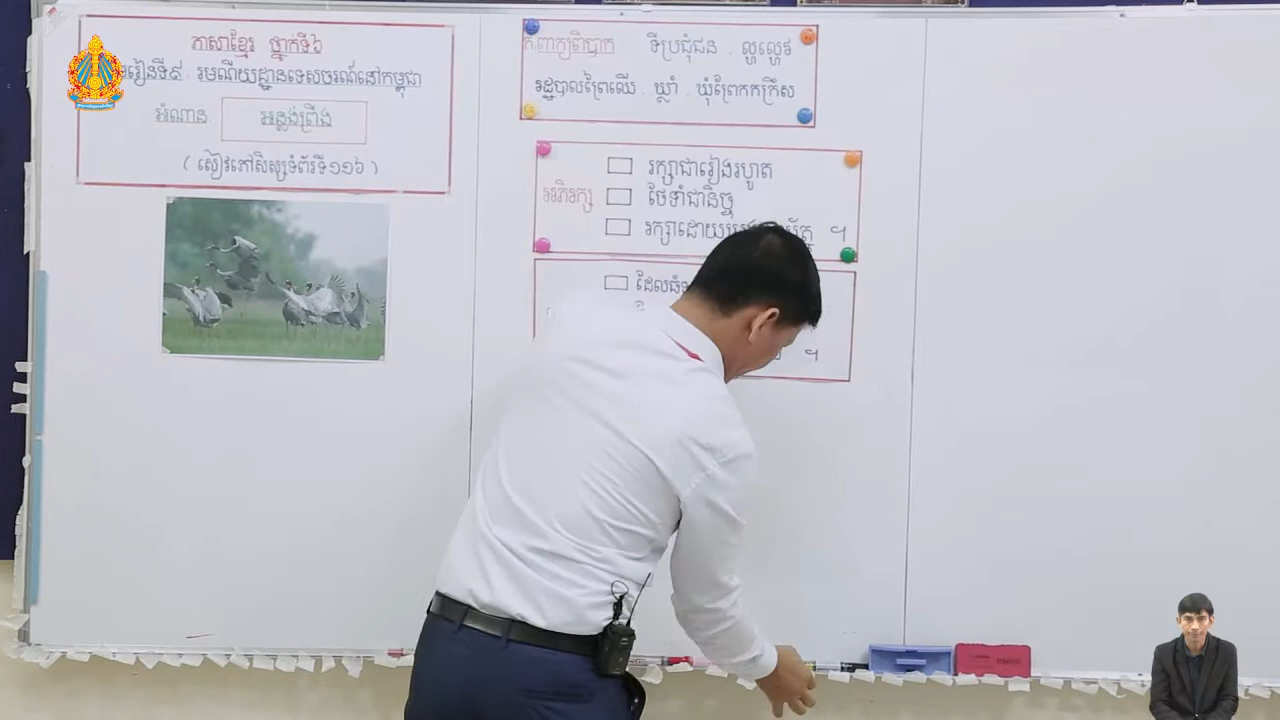 ភាសាខ្មែរ ថ្នាក់ទី៦
មេរៀនទី៩ . រមណីយដ្ឋានទេសចរណ៍នៅកម្ពុជា
អំណាន អន្លង់ព្រីង
( សៀវភៅសិស្សទំព័រទី១១៦ )
ក.ពាក្យពិបាក ទីប្រជុំជន . ល្ហល្ហេវ
រដ្ឋបាលព្រៃឈើ . ឃ្លាំ . ឃុំព្រែកកក្រឹស
អភិរក្ស
រក្សាជារៀងរហូត
ថែទាំជានិច្ច
រក្សាដោយ ។
ដែលធំ
។